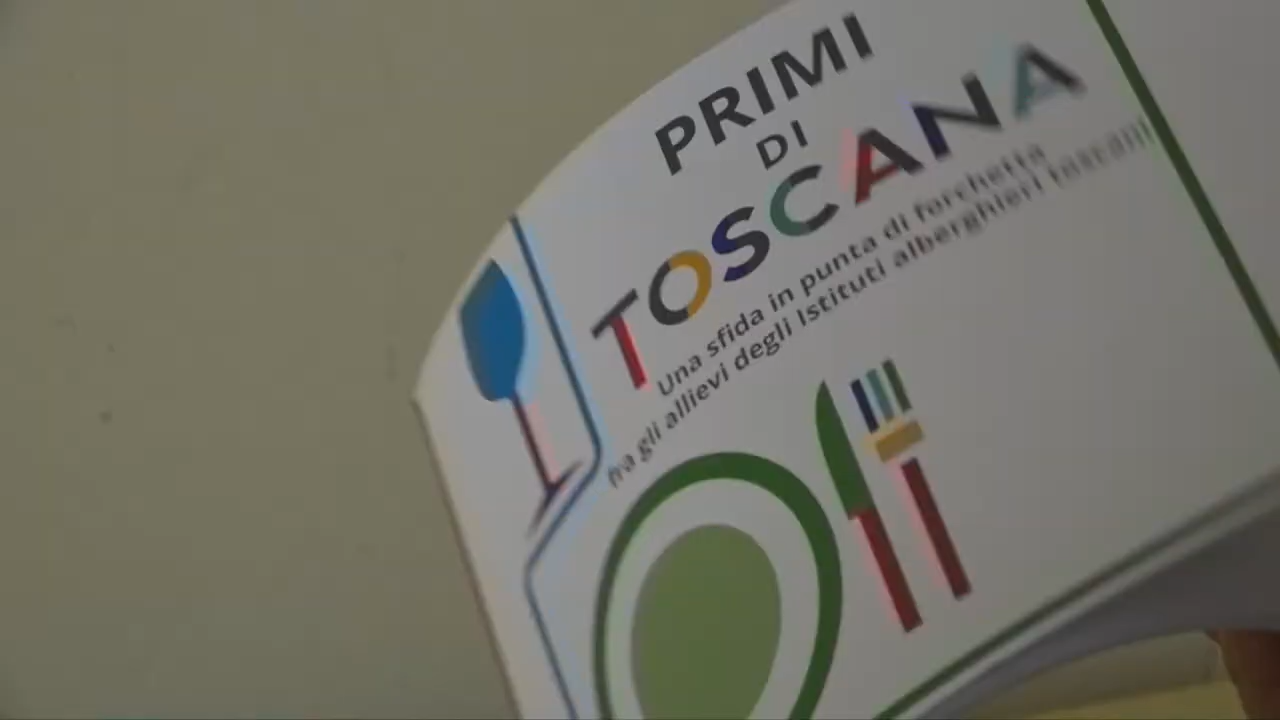 PRIMI
DI
TOSCANA
Una sfida in punta di forchetta
fra gli allievi degli Istituti alberghieri toscani